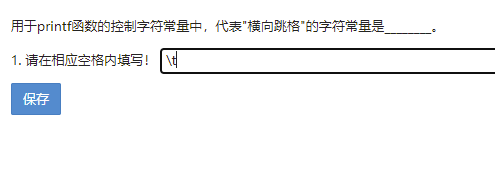 用于printf函数的控制字符常量中，代表"横向跳格"的字符常量是________。
1. 请在相应空格内填写！ \t
保存